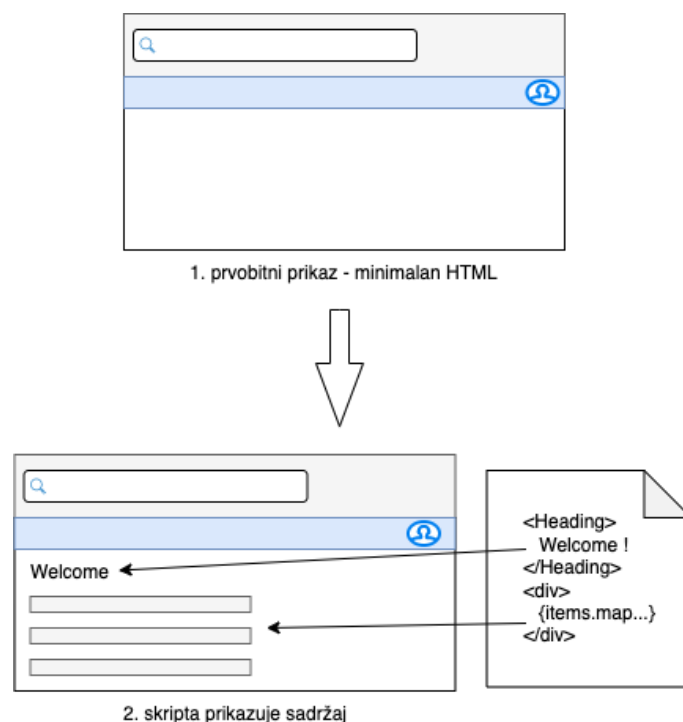 1. prvobitni prikaz - minimalan HTML
Welcome
<Heading>
Welcome !
</Heading>
<div>
{items.map...}
</div>
2. skripta prikazuje sadržaj